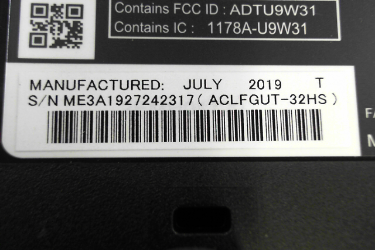 Contains FCC ID : ADTU9W31
Contains IC : 1178A-U9W31
MANUFACTURED: JULY 2019 T
S/N ME3A1927242317 ( ACLFGUT-32HS )